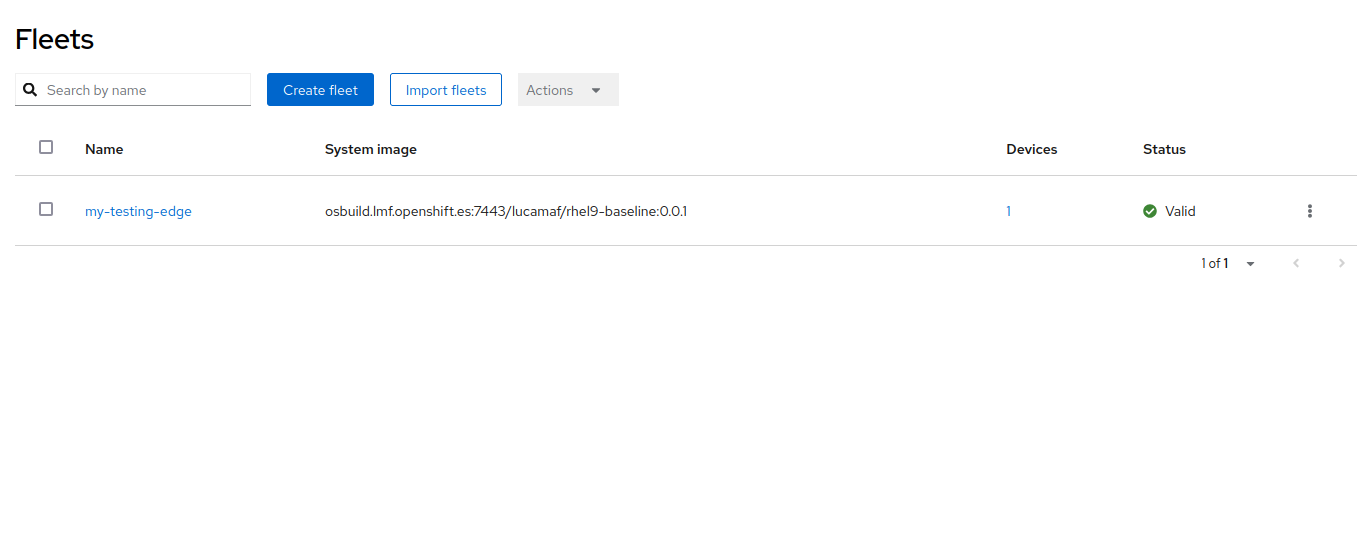 Fleets
Search by name Create fleet Import fleets Actions
Name System image Devices Status
my-testing-edge osbuild.lmf.openshift.es:7443/lucamaf/rhel9-baseline:0.0.1 1 Valid
1 of 1